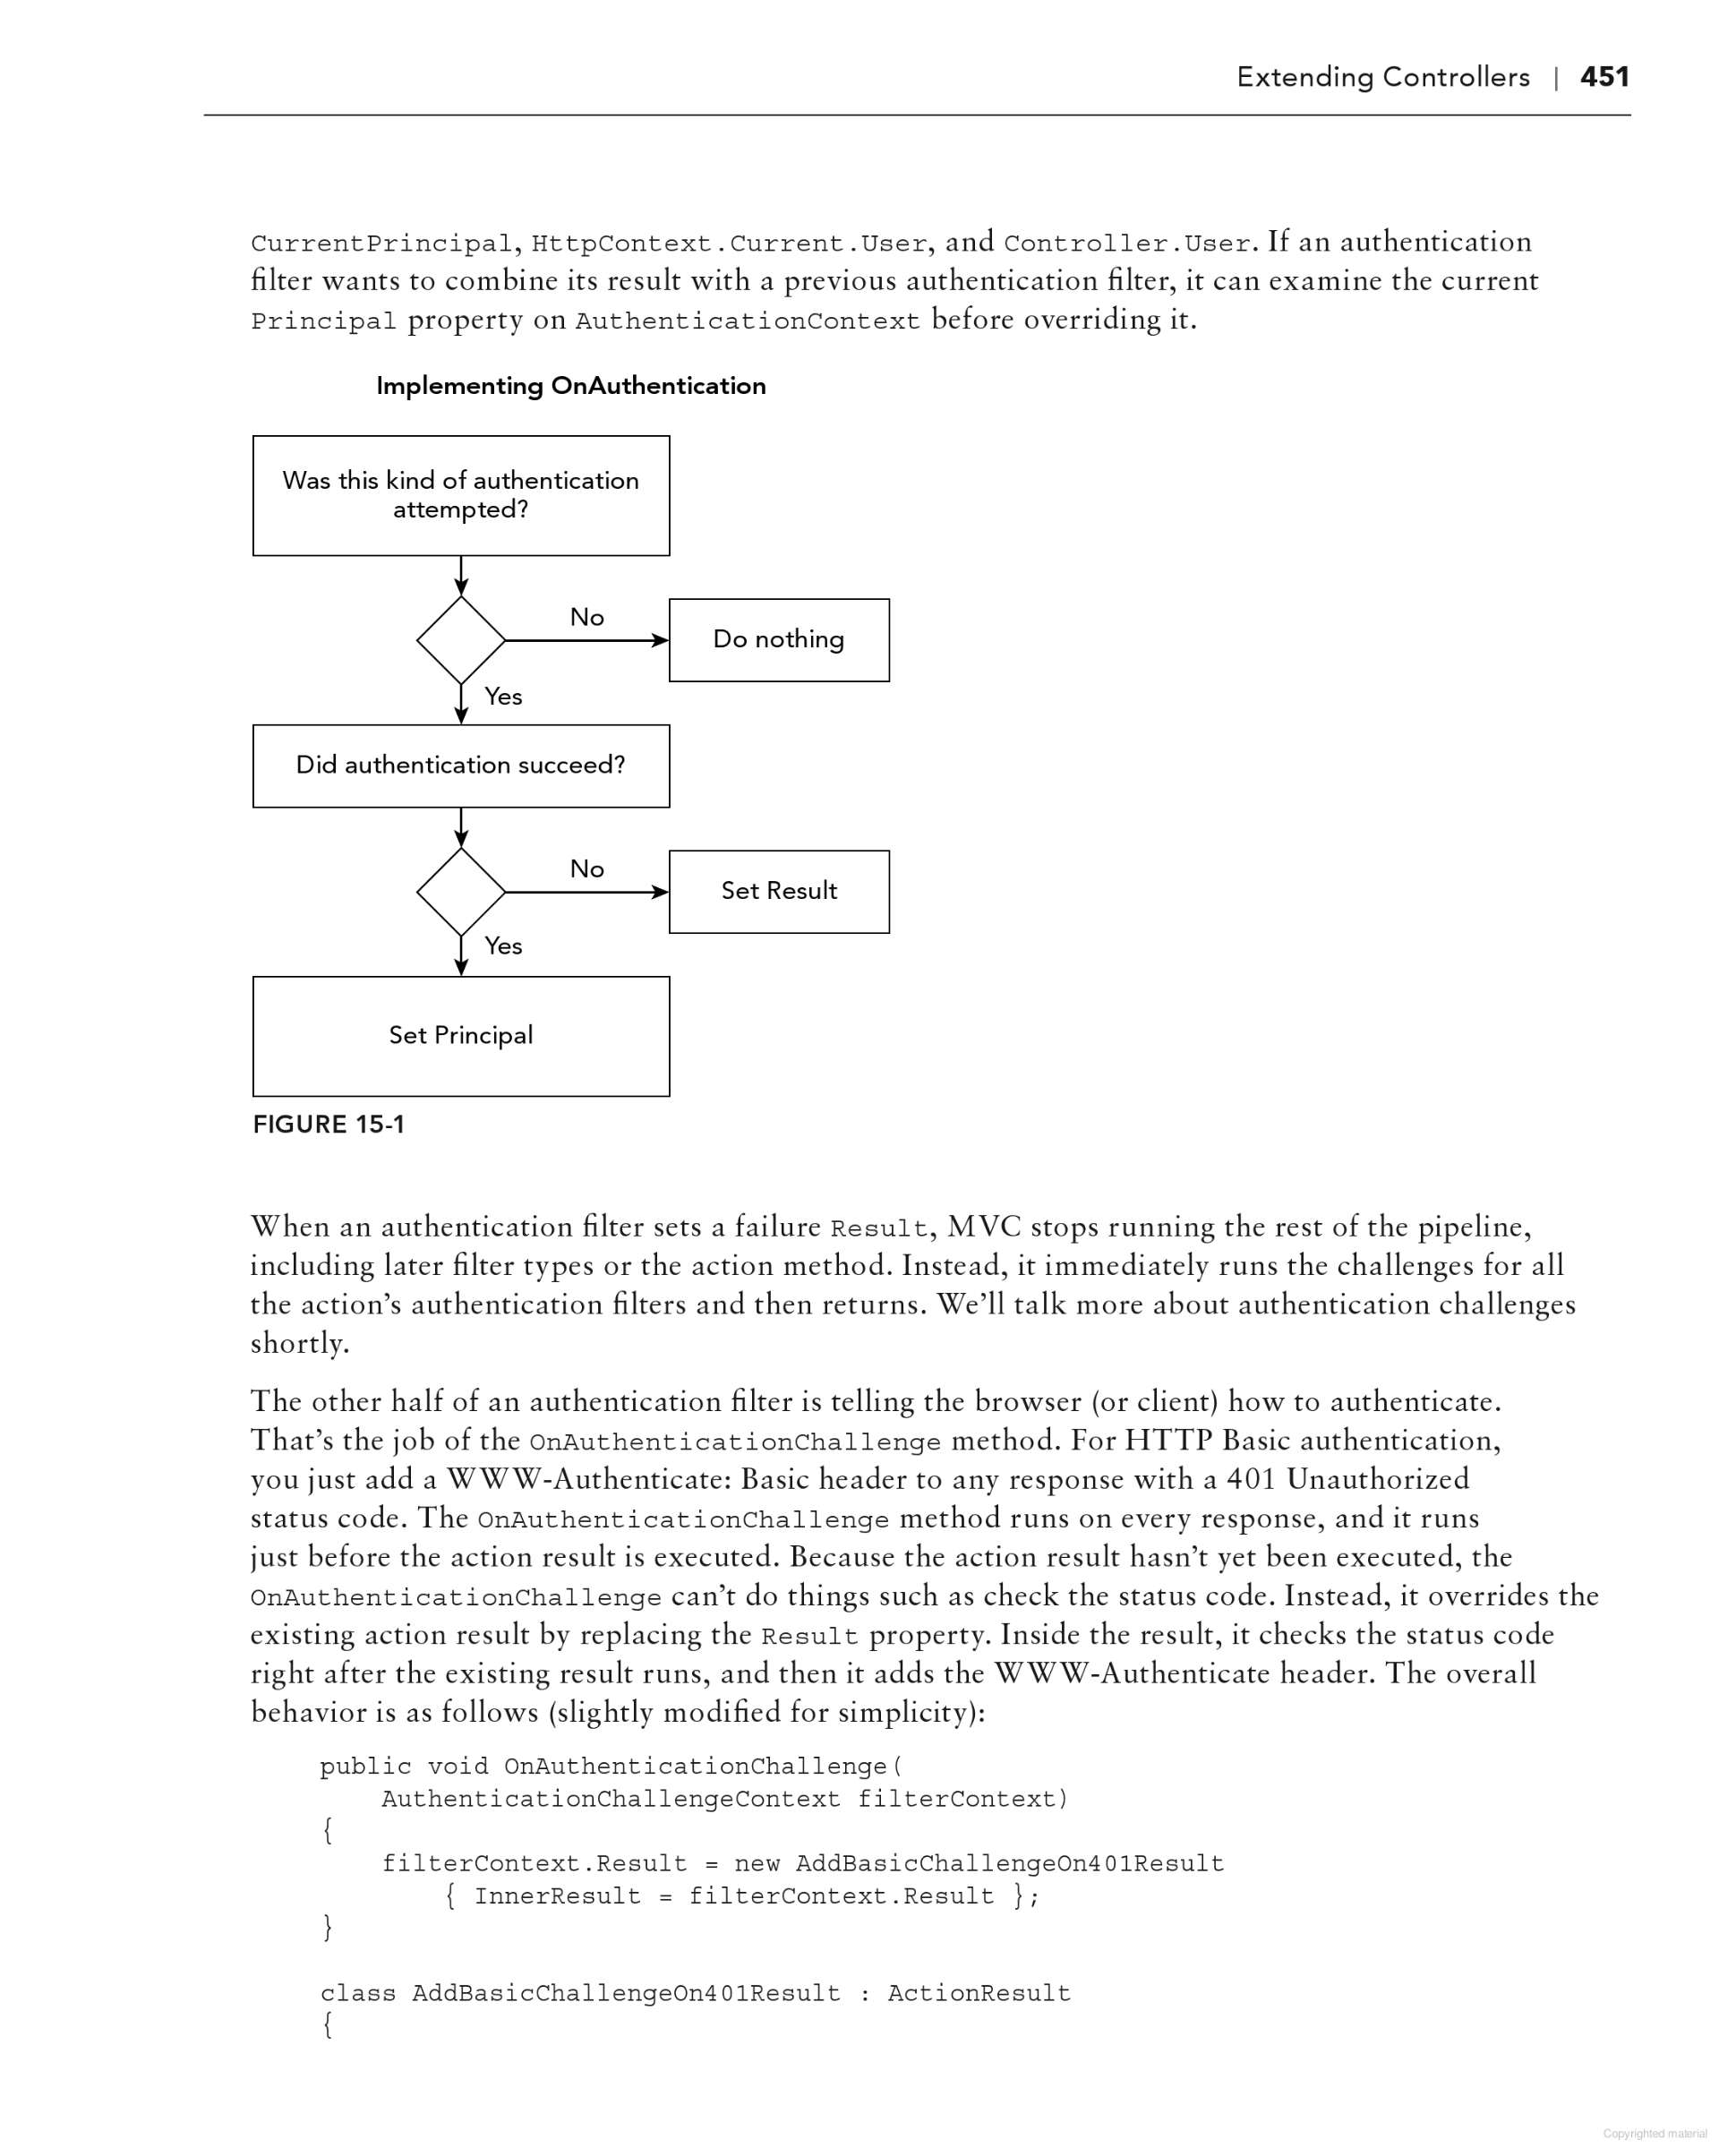 Extending Controllers | 451
CurrentPrincipal, HttpContext.Current.User, and Controller.User. If an authentication
filter wants to combine its result with a previous authentication filter, it can examine the current
Principal property on AuthenticationContext before overriding it.
Implementing OnAuthentication
Was this kind of authentication
attempted?
No
Do nothing
Yes
Did authentication succeed?
No
Set Result
Yes
Set Principal
FIGURE 15-1
When an authentication filter sets a failure Result, MVC stops running the rest of the pipeline,
including later filter types or the action method. Instead, it immediately runs the challenges for all
the action’s authentication filters and then returns. We’ll talk more about authentication challenges
shortly.
The other half of an authentication filter is telling the browser (or client) how to authenticate.
That’s the job of the OnAuthenticationChallenge method. For HTTP Basic authentication,
you just add a WWW-Authenticate: Basic header to any response with a 401 Unauthorized
status code. The OnAuthenticationChallenge method runs on every response, and it runs
just before the action result is executed. Because the action result hasn’t yet been executed, the
OnAuthenticationChallenge can’t do things such as check the status code. Instead, it overrides the
existing action result by replacing the Result property. Inside the result, it checks the status code
right after the existing result runs, and then it adds the WWW-Authenticate header. The overall
behavior is as follows (slightly modified for simplicity):
public void OnAuthenticationChallenge(
    AuthenticationChallengeContext filterContext)
{
    filterContext.Result = new AddBasicChallengeOn401Result
        { InnerResult = filterContext.Result };
}
class AddBasicChallengeOn401Result : ActionResult
{
Copyrighted material